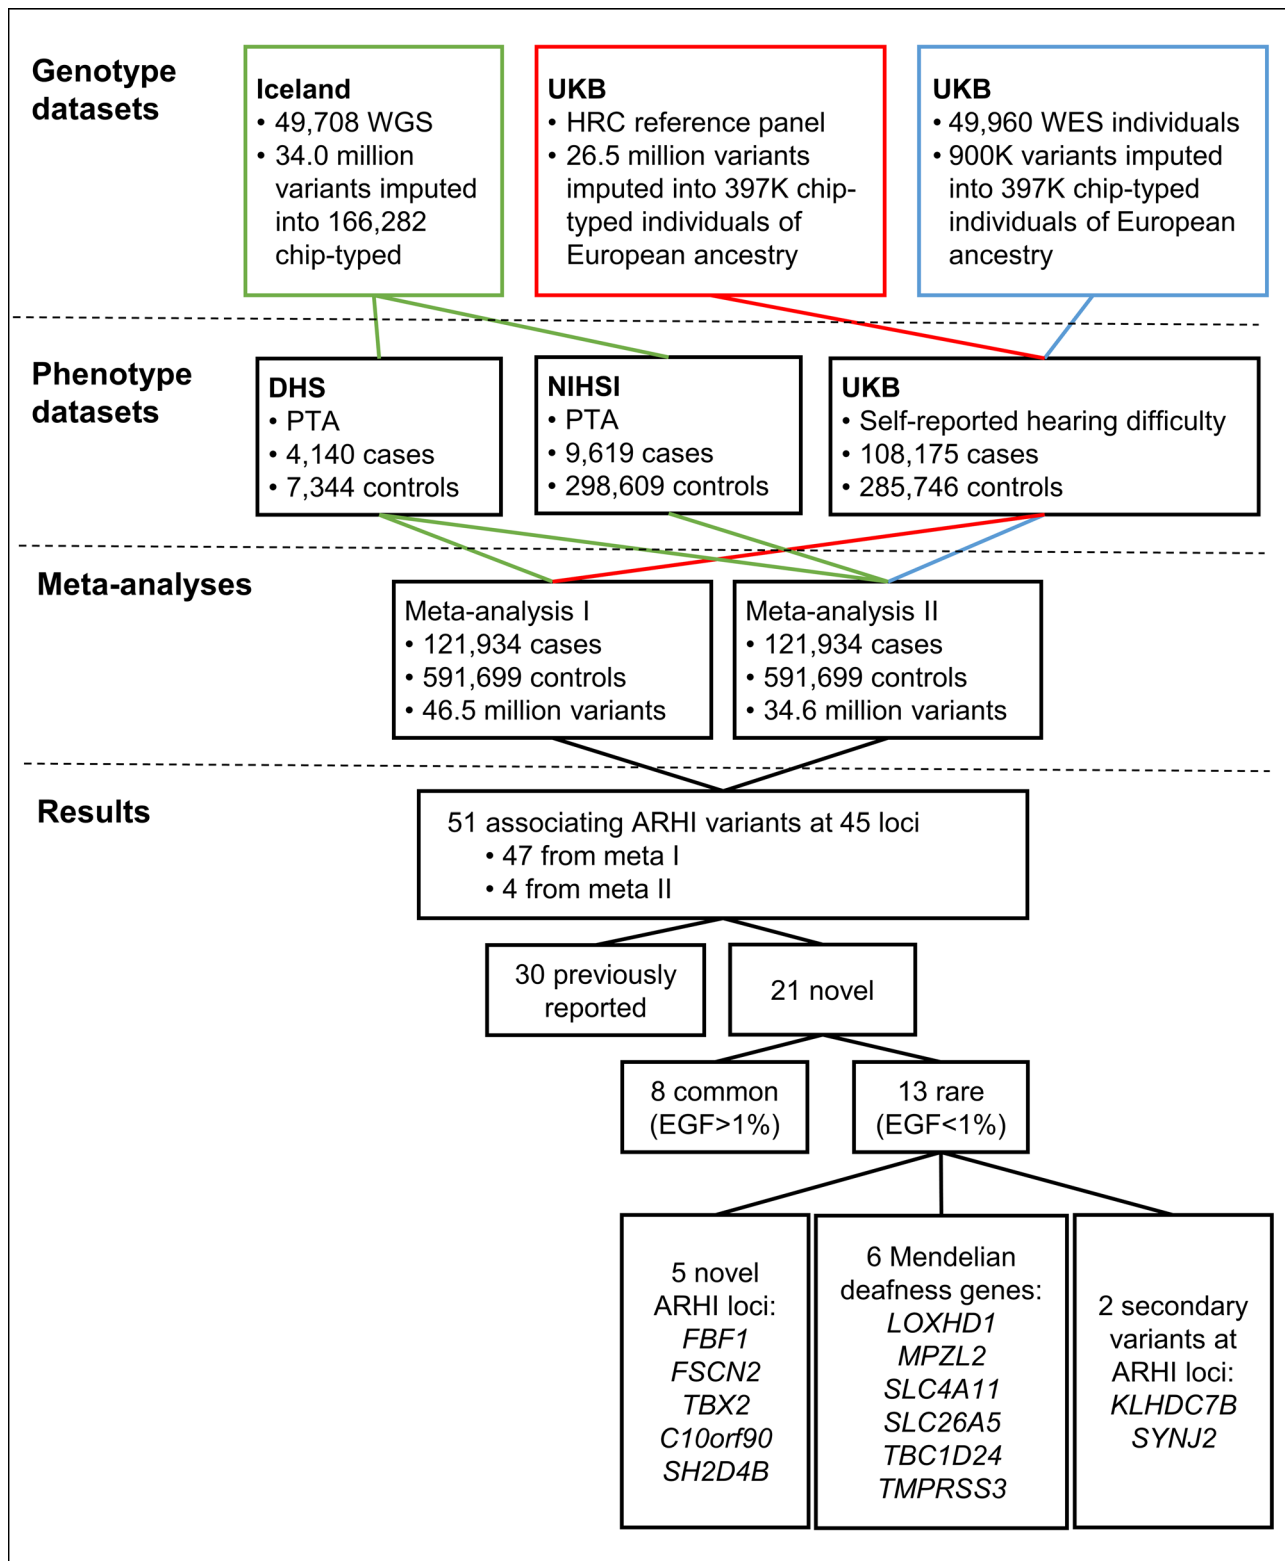 Genotype
datasets
Iceland
• 49,708 WGS
• 34.0 million
variants imputed
into 166,282
chip-typed
UKB
• HRC reference panel
• 26.5 million variants
imputed into 397K chip-
typed individuals of
European ancestry
UKB
• 49,960 WES individuals
• 900K variants imputed
into 397K chip-typed
individuals of European
ancestry
Phenotype
datasets
DHS
• PTA
• 4,140 cases
• 7,344 controls
NIHSI
• PTA
• 9,619 cases
• 298,609 controls
UKB
• Self-reported hearing difficulty
• 108,175 cases
• 285,746 controls
Meta-analyses
Meta-analysis I
• 121,934 cases
• 591,699 controls
• 46.5 million variants
Meta-analysis II
• 121,934 cases
• 591,699 controls
• 34.6 million variants
Results
51 associating ARHI variants at 45 loci
• 47 from meta I
• 4 from meta II
30 previously
reported
21 novel
8 common
(EGF>1%)
13 rare
(EGF<1%)
5 novel
ARHI loci:
FBF1
FSCN2
TBX2
C10orf90
SH2D4B
6 Mendelian
deafness genes:
LOXHD1
MPZL2
SLC4A11
SLC26A5
TBC1D24
TMPRSS3
2 secondary
variants at
ARHI loci:
KLHDC7B
SYNJ2